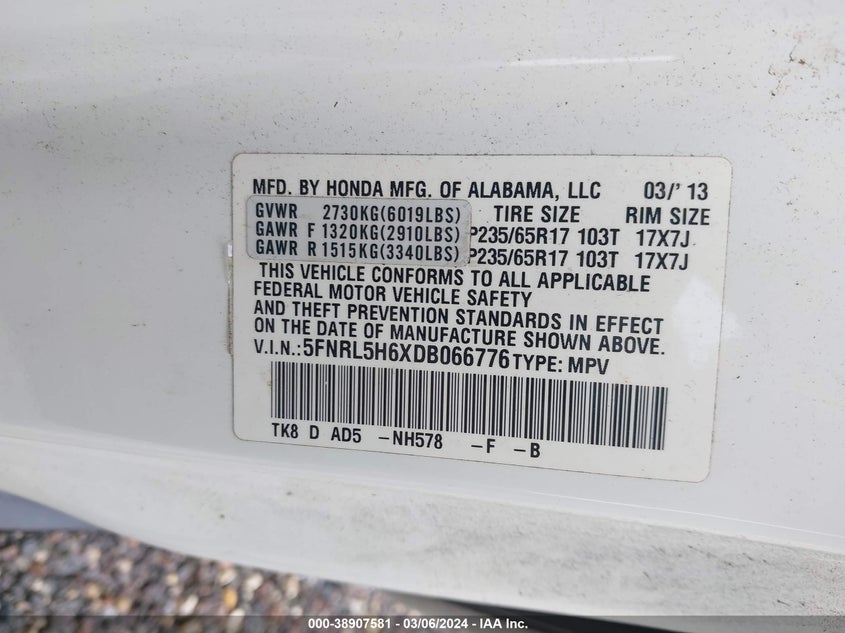 MFD. BY HONDA MFG. OF ALABAMA, LLC 03/'13
GVWR 2730KG(6019LBS) TIRE SIZE RIM SIZE
GAWR F 1320KG(2910LBS) P235/65R17 103T 17X7J
GAWR R 1515KG(3340LBS) P235/65R17 103T 17X7J
THIS VEHICLE CONFORMS TO ALL APPLICABLE
FEDERAL MOTOR VEHICLE SAFETY
AND THEFT PREVENTION STANDARDS IN EFFECT
ON THE DATE OF MANUFACTURE SHOWN ABOVE.
V.I.N.:5FNRL5H6XDB066776 TYPE: MPV
TK8 D AD5 -NH578 -F -B
000-38907581 - 03/06/2024 - IAA Inc.